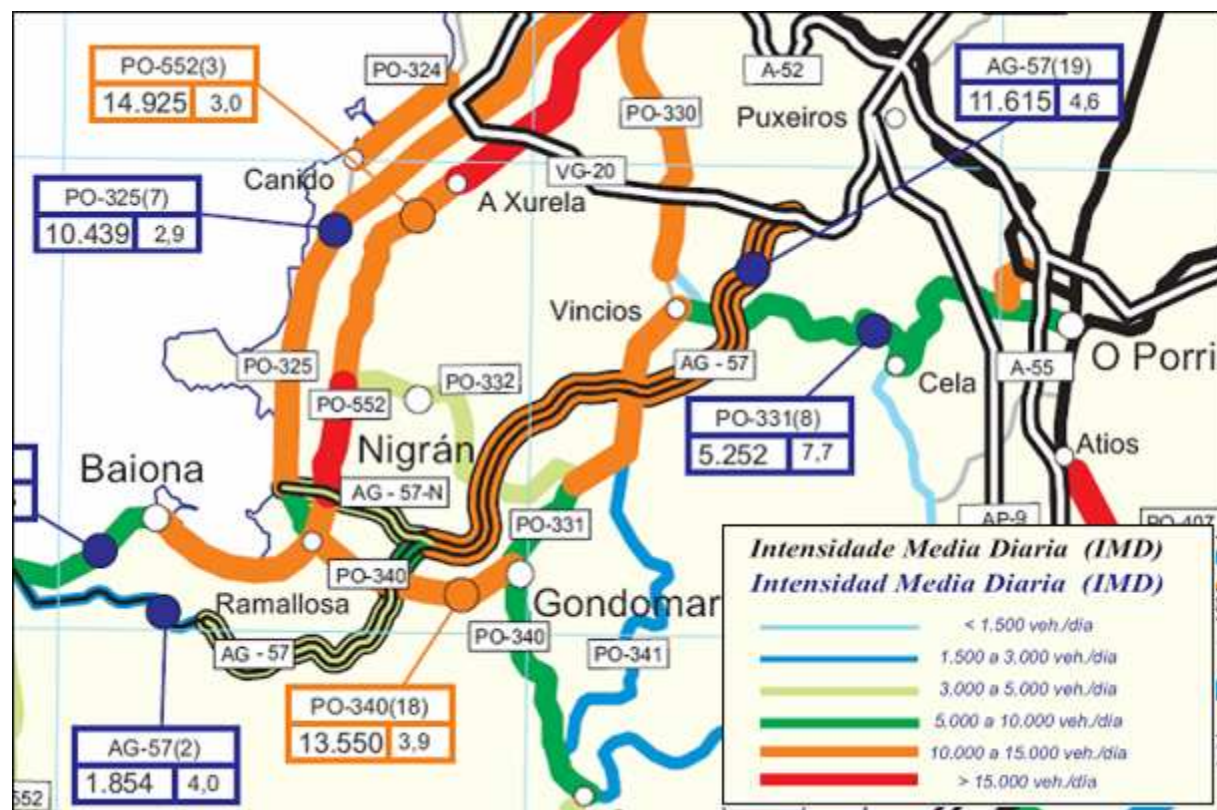 PO-552(3)
14.925 3,0
PO-324
A-52
AG-57(19)
11.615 4,6
PO-330
Puxeiros
Canido
VG-20
PO-325(7)
10.439 2,9
A Xurela
Vincios
PO-325
AG - 57
A-55
O Porri
PO-332
PO-552
Cela
PO-331(8)
5.252 7,7
Nigrán
Baiona
Atios
AG - 57-N
PO-331
AP-9
PO-407
PO-340
Ramallosa
Gondomar
PO-340
AG - 57
PO-341
PO-340(18)
13.550 3,9
AG-57(2)
1.854 4,0
552
Intensidade Media Diaria (IMD)
Intensidad Media Diaria (IMD)
< 1.500 veh./dia
1.500 a 3.000 veh./dia
3.000 a 5.000 veh./dia
5.000 a 10.000 veh./dia
10.000 a 15.000 veh./dia
> 15.000 veh./dia